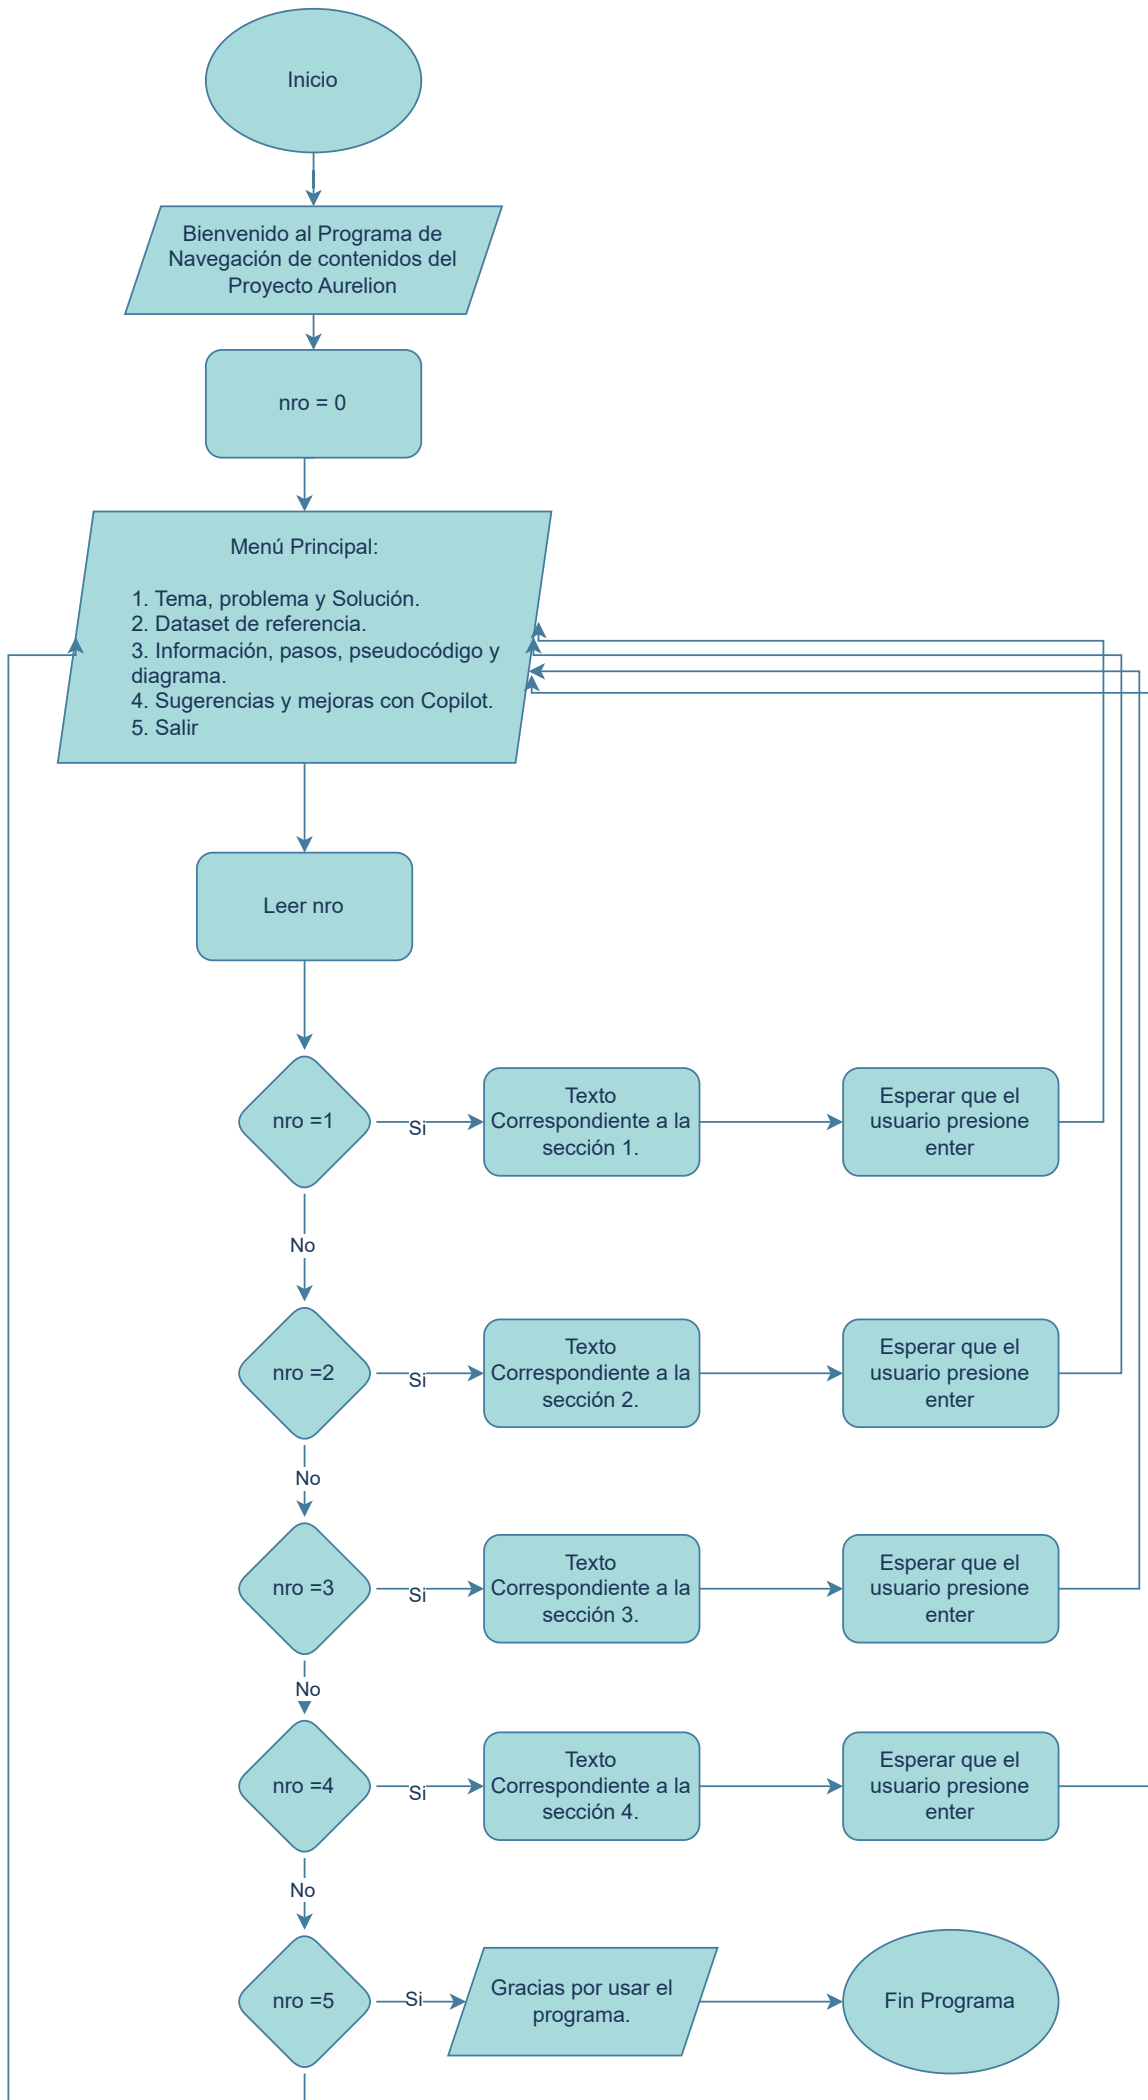 Inicio
Bienvenido al Programa de
Navegación de contenidos del
Proyecto Aurelion
nro = 0
Menú Principal:
1. Tema, problema y Solución.
2. Dataset de referencia.
3. Información, pasos, pseudocódigo y
diagrama.
4. Sugerencias y mejoras con Copilot.
5. Salir
Leer nro
nro =1
Si
Texto
Correspondiente a la
sección 1.
Esperar que el
usuario presione
enter
No
nro =2
Si
Texto
Correspondiente a la
sección 2.
Esperar que el
usuario presione
enter
No
nro =3
Si
Texto
Correspondiente a la
sección 3.
Esperar que el
usuario presione
enter
No
nro =4
Si
Texto
Correspondiente a la
sección 4.
Esperar que el
usuario presione
enter
No
nro =5
Si
Gracias por usar el
programa.
Fin Programa